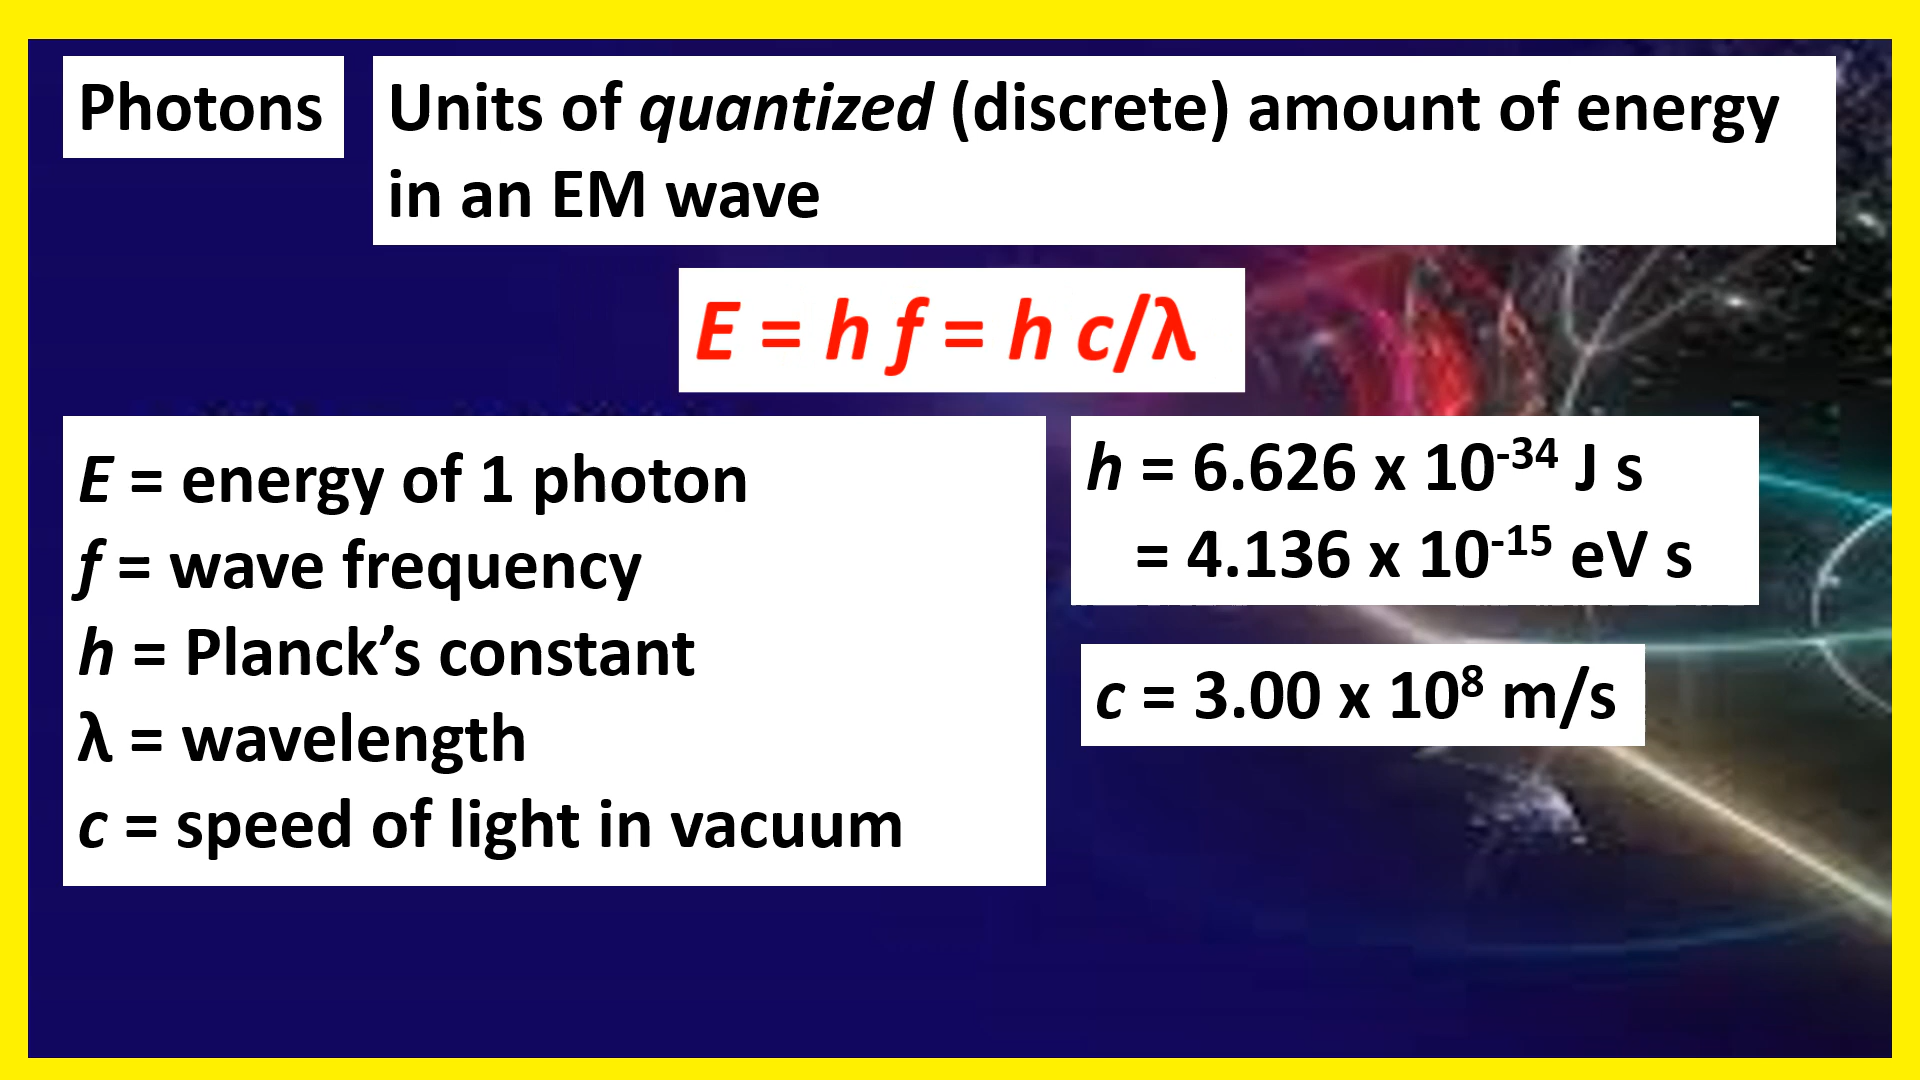 Photons
Units of quantized (discrete) amount of energy
in an EM wave
E = h f = h c/λ
E = energy of 1 photon
f = wave frequency
h = Planck’s constant
λ = wavelength
c = speed of light in vacuum
h = 6.626 x 10⁻³⁴ J s
= 4.136 x 10⁻¹⁵ eV s
c = 3.00 x 10⁸ m/s